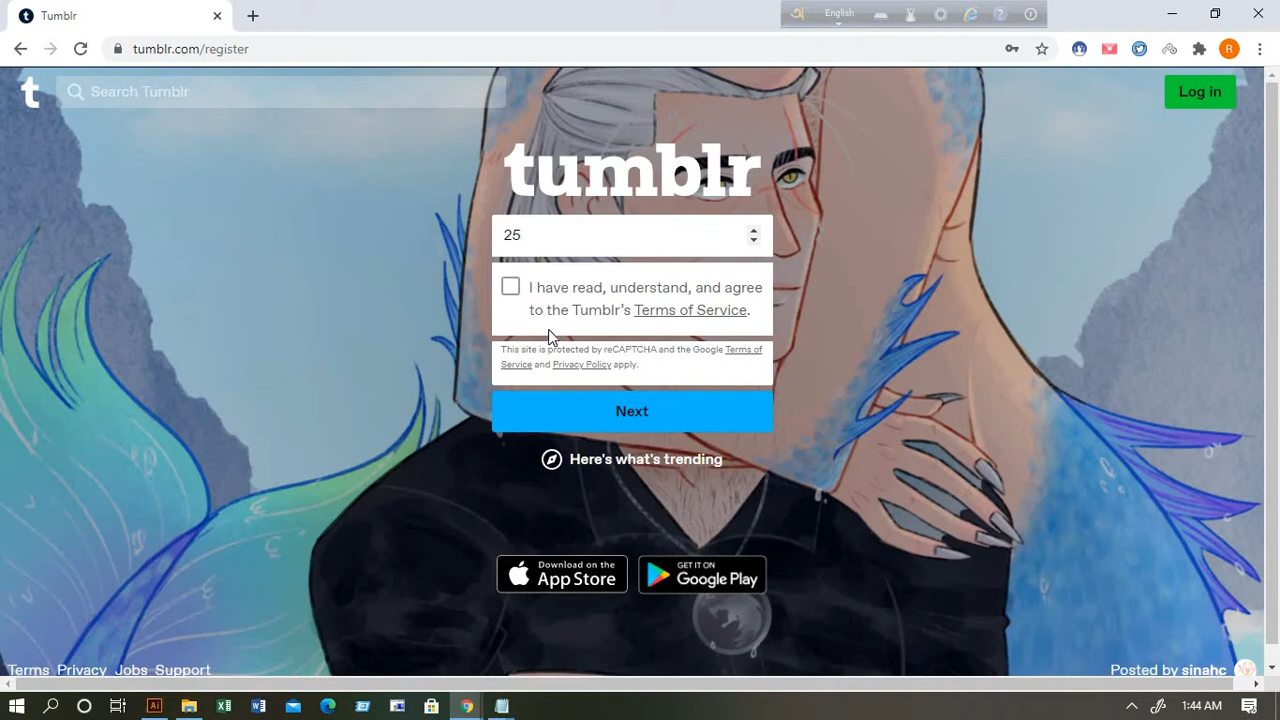 Tumblr
English
tumblr.com/register
R
t
Search Tumblr
Log in
tumblr
25
I have read, understand, and agree
to the Tumblr's Terms of Service.
This site is protected by reCAPTCHA and the Google Terms of
Service and Privacy Policy apply.
Next
Here's what's trending
Download on the
App Store
GET IT ON
Google Play
Terms Privacy Jobs Support
Posted by sinahc
1:44 AM